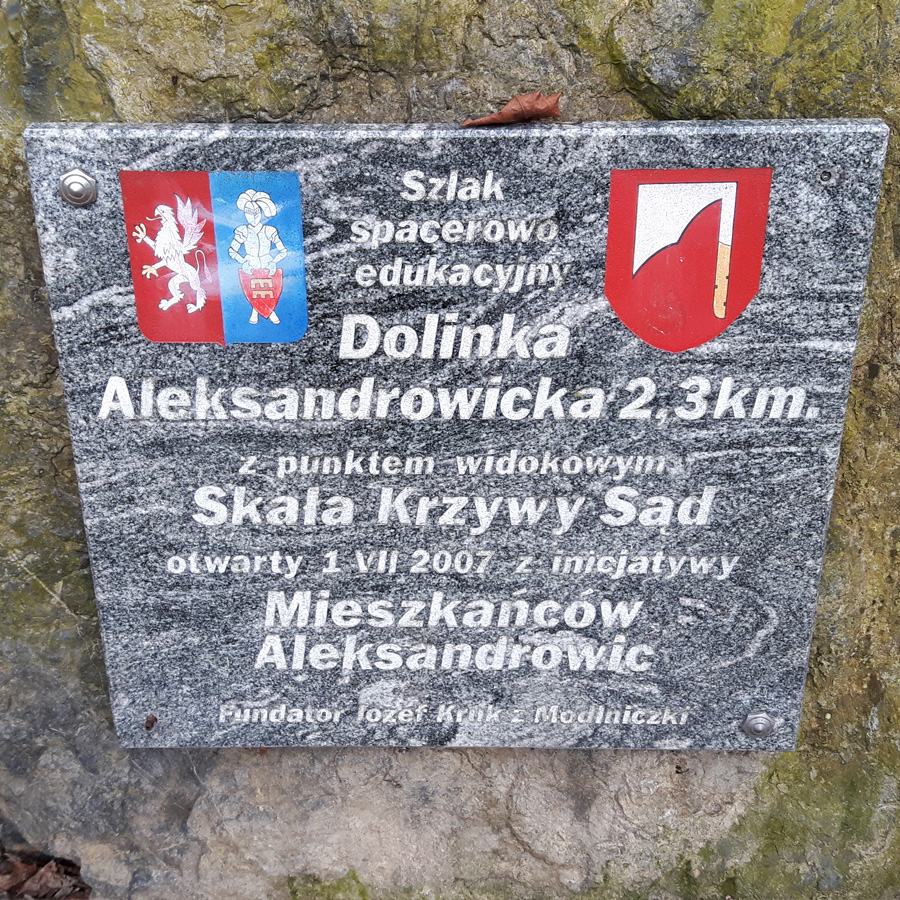 Szlak
spacerowo
edukacyjny
Dolinka
Aleksandrowicka 2,3km.
z punktem widokowym
Skała Krzywy Sąd
otwarty 1 VII 2007 z inicjatywy
Mieszkańców
Aleksandrowic
Fundator Józef Kruk z Modlniczki